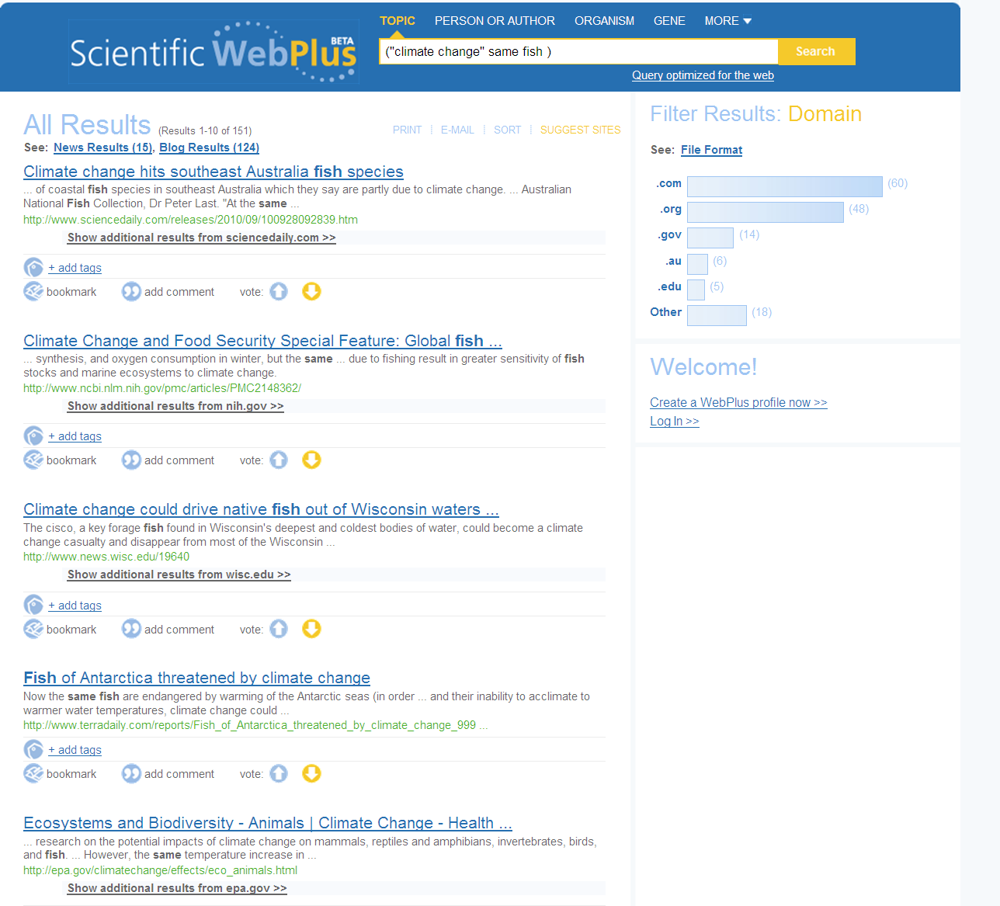 Scientific WebPlus BETA
TOPIC PERSON OR AUTHOR ORGANISM GENE MORE
("climate change" same fish )
Search
Query optimized for the web
All Results (Results 1-10 of 151)
PRINT | E-MAIL | SORT | SUGGEST SITES
See: News Results (15), Blog Results (124)
Climate change hits southeast Australia fish species
... of coastal fish species in southeast Australia which they say are partly due to climate change. ... Australian
National Fish Collection, Dr Peter Last. "At the same ...
http://www.sciencedaily.com/releases/2010/09/100928092839.htm
Show additional results from sciencedaily.com >>
+ add tags
bookmark add comment vote:
Climate Change and Food Security Special Feature: Global fish ...
... synthesis, and oxygen consumption in winter, but the same ... due to fishing result in greater sensitivity of fish
stocks and marine ecosystems to climate change.
http://www.ncbi.nlm.nih.gov/pmc/articles/PMC2148362/
Show additional results from nih.gov >>
+ add tags
bookmark add comment vote:
Climate change could drive native fish out of Wisconsin waters ...
The cisco, a key forage fish found in Wisconsin's deepest and coldest bodies of water, could become a climate
change casualty and disappear from most of the Wisconsin ...
http://www.news.wisc.edu/19640
Show additional results from wisc.edu >>
+ add tags
bookmark add comment vote:
Fish of Antarctica threatened by climate change
Now the same fish are endangered by warming of the Antarctic seas (in order ... and their inability to acclimate to
warmer water temperatures, climate change could ...
http://www.terradaily.com/reports/Fish_of_Antarctica_threatened_by_climate_change_999 ...
+ add tags
bookmark add comment vote:
Ecosystems and Biodiversity - Animals | Climate Change - Health ...
... research on the potential impacts of climate change on mammals, reptiles and amphibians, invertebrates, birds,
and fish. ... However, the same temperature increase in ...
http://epa.gov/climatechange/effects/eco_animals.html
Show additional results from epa.gov >>
Filter Results: Domain
See: File Format
.com (60)
.org (48)
.gov (14)
.au (6)
.edu (5)
Other (18)
Welcome!
Create a WebPlus profile now >>
Log In >>